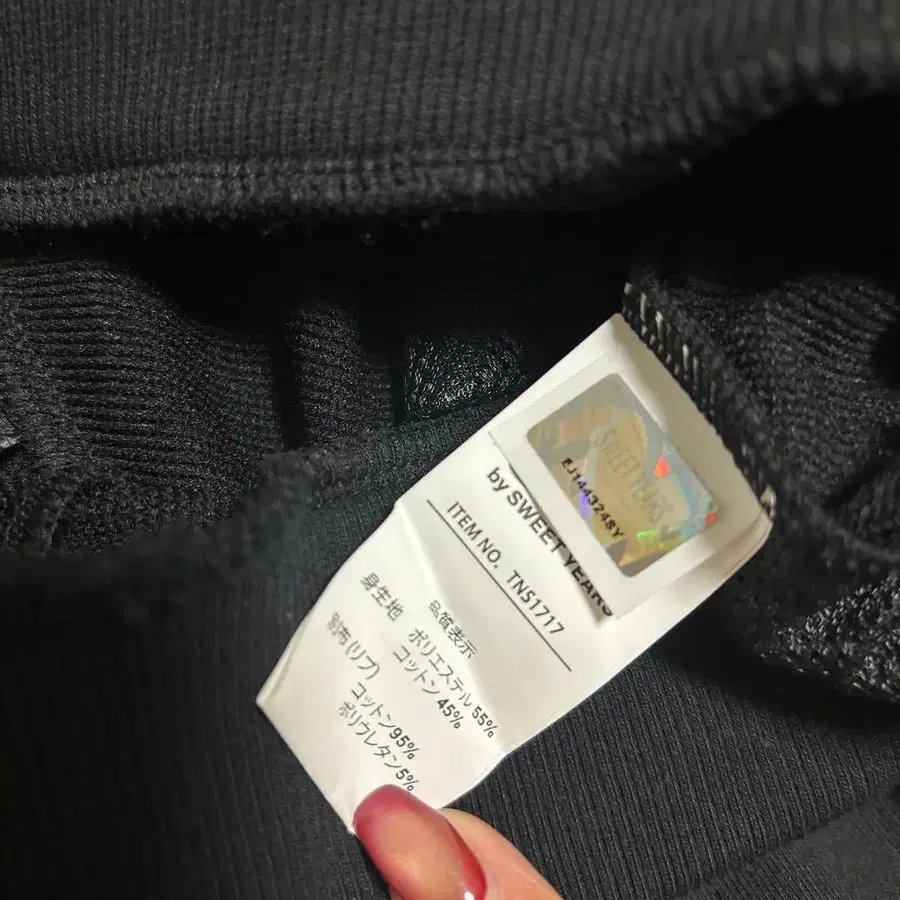 SWEET YEARS
EJ144324SY
by SWEET YEARS
ITEM NO. TNS1717
品質表示
身生地 ポリエステル 55%
コットン 45%
別布(リブ) コットン95%
ポリウレタン5%